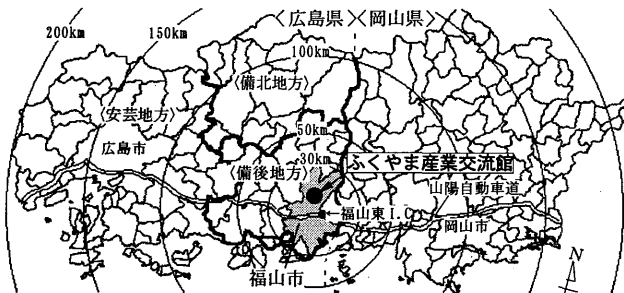 〈広島県〉〈岡山県〉
200km
150km
100km
〈備北地方〉
〈安芸地方〉
50km
広島市
30km
〈備後地方〉
ふくやま産業交流館
山陽自動車道
←福山東I.C
岡山市
福山市
N